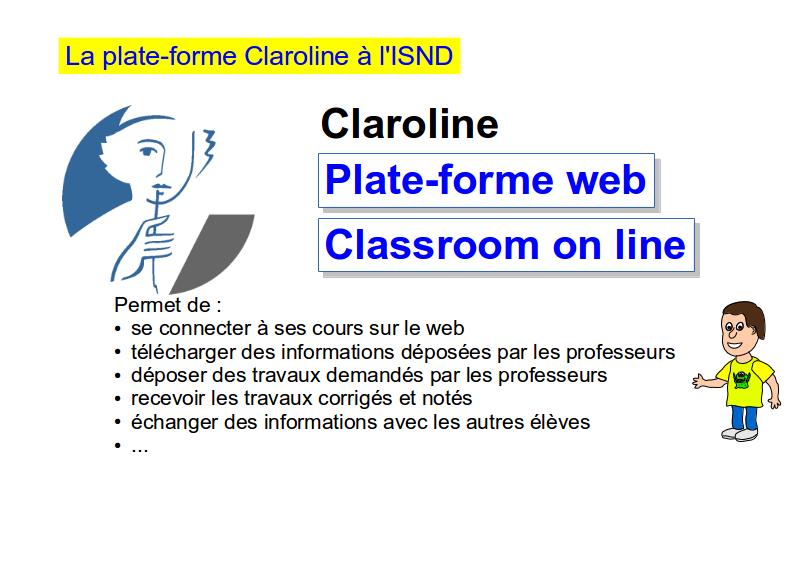 La plate-forme Claroline à l'ISND
Claroline
Plate-forme web
Classroom on line
Permet de :
• se connecter à ses cours sur le web
• télécharger des informations déposées par les professeurs
• déposer des travaux demandés par les professeurs
• recevoir les travaux corrigés et notés
• échanger des informations avec les autres élèves
• ...